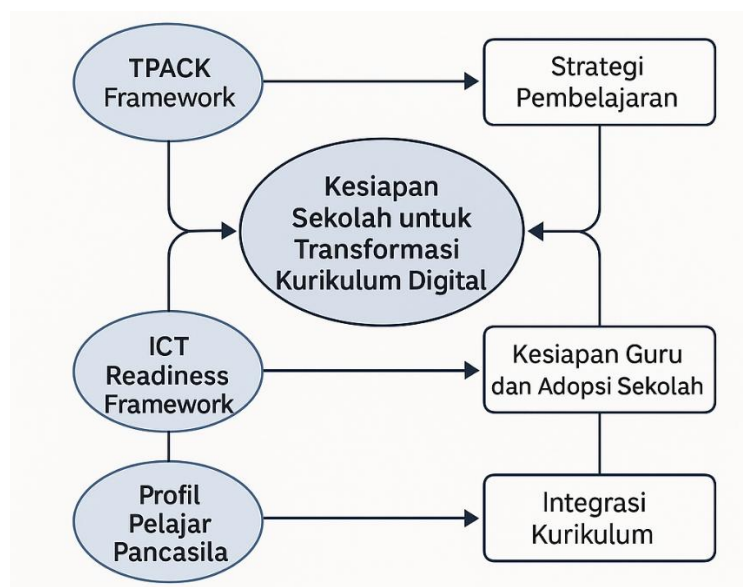 TPACK
Framework
Strategi
Pembelajaran
Kesiapan
Sekolah untuk
Transformasi
Kurikulum Digital
ICT
Readiness
Framework
Kesiapan Guru
dan Adopsi Sekolah
Profil
Pelajar
Pancasila
Integrasi
Kurikulum